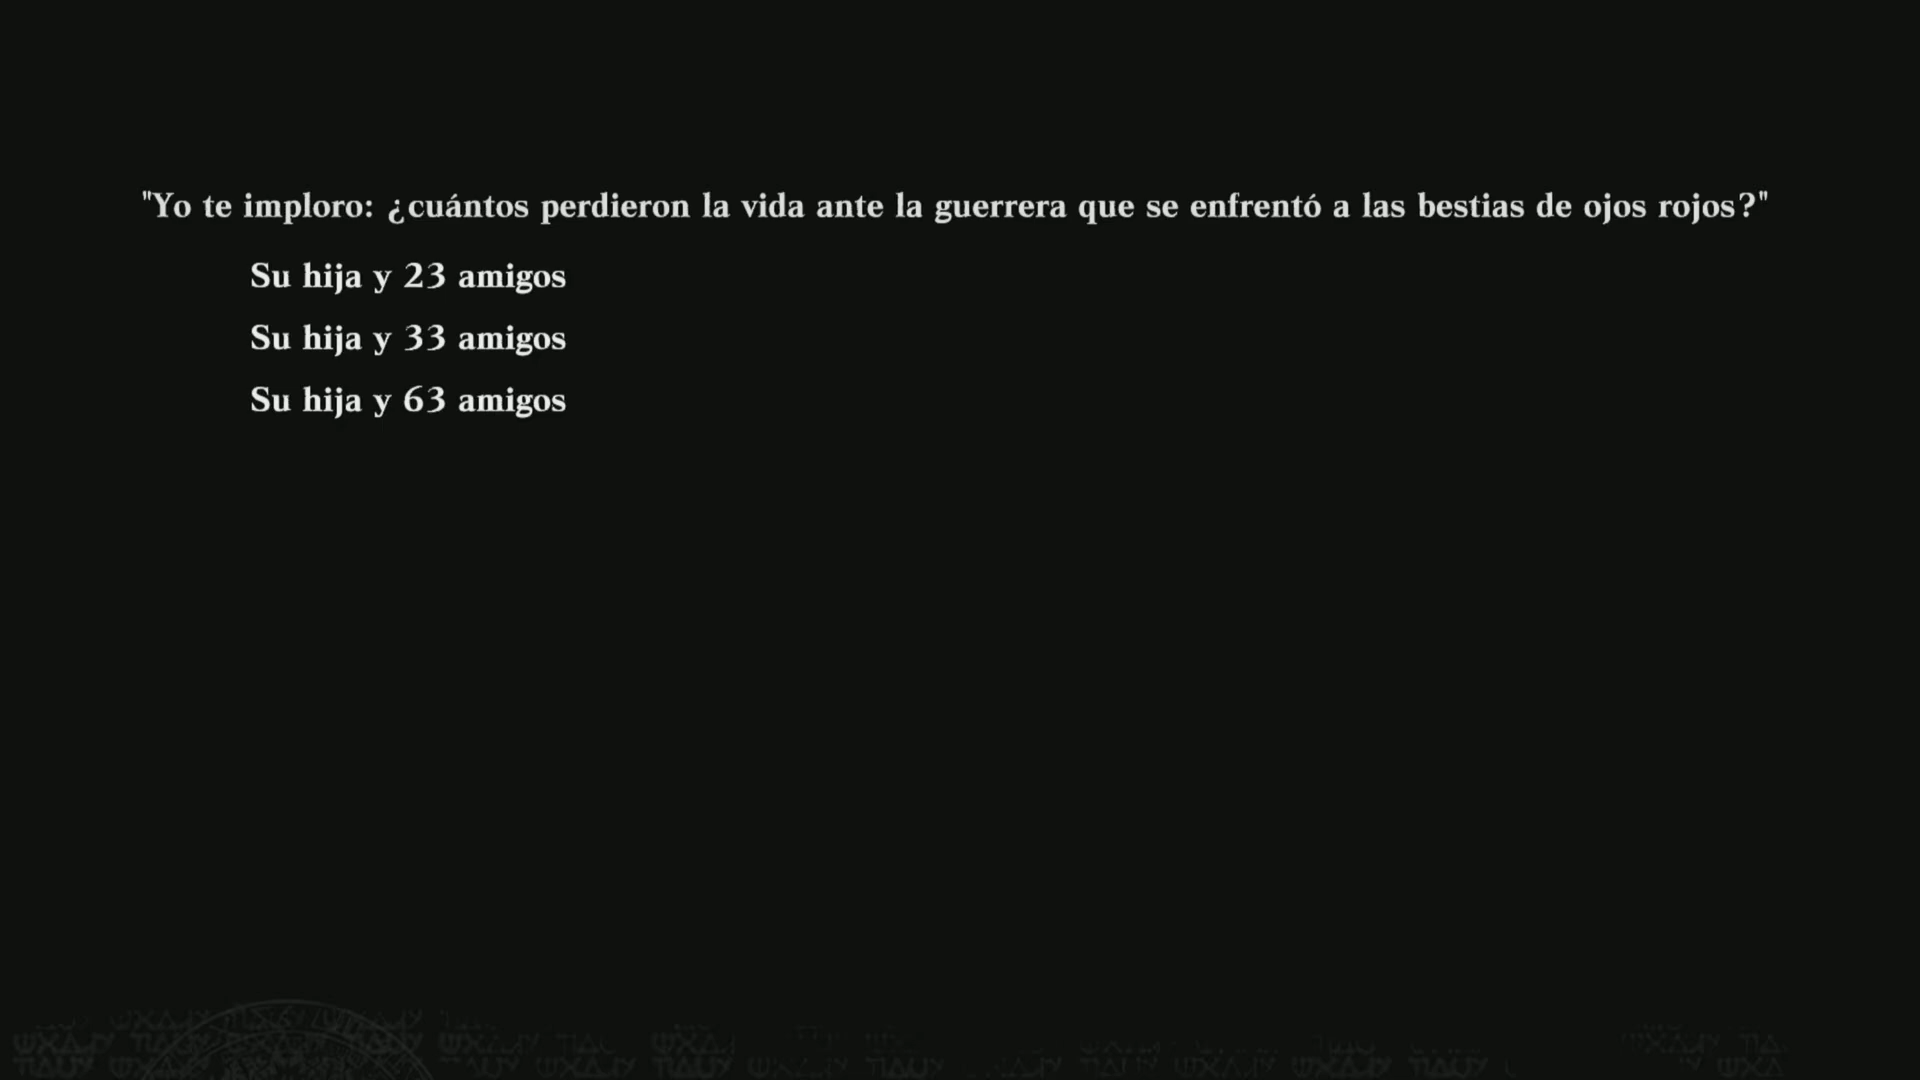 "Yo te imploro: ¿cuántos perdieron la vida ante la guerrera que se enfrentó a las bestias de ojos rojos?"
Su hija y 23 amigos
Su hija y 33 amigos
Su hija y 63 amigos